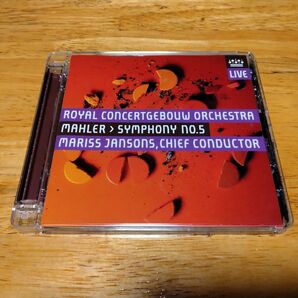 LIVE
ROYAL CONCERTGEBOUW ORCHESTRA
MAHLER > SYMPHONY NO.5
MARISS JANSONS, CHIEF CONDUCTOR